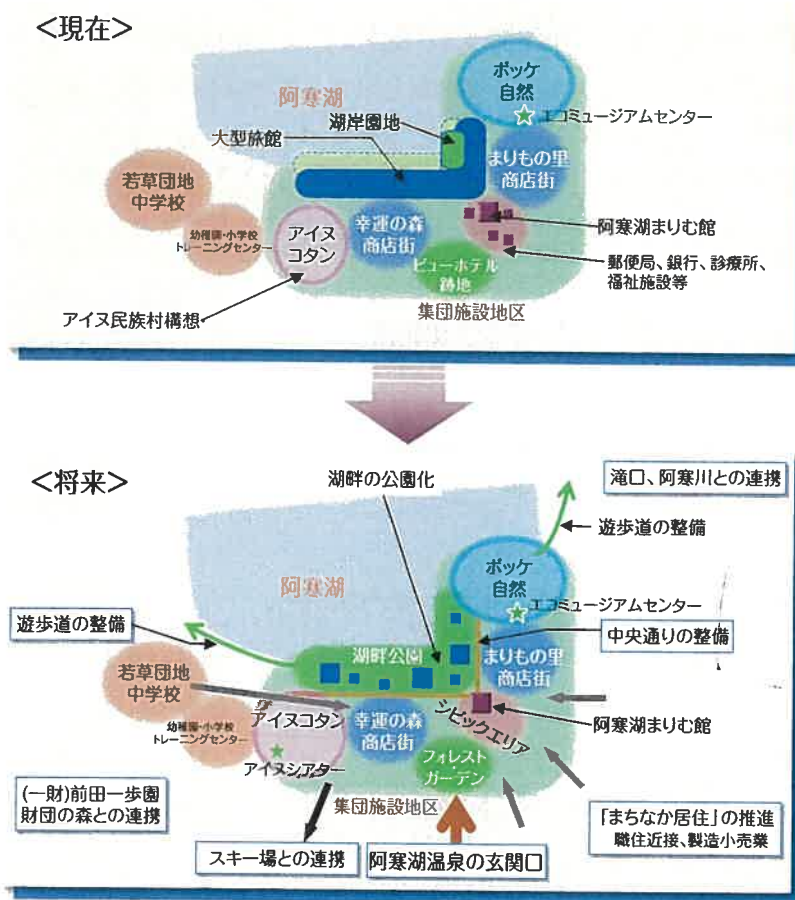 ＜現在＞
ボッケ
自然
阿寒湖
エコミュージアムセンター
湖岸園地
大型旅館
まりもの里
商店街
若草団地
中学校
幼稚園・小学校
トレーニングセンター
アイヌ
コタン
幸運の森
商店街
阿寒湖まりむ館
ビューホテル
跡地
郵便局、銀行、診療所、
福祉施設等
集団施設地区
アイヌ民族村構想
＜将来＞
湖畔の公園化
滝口、阿寒川との連携
遊歩道の整備
ボッケ
自然
阿寒湖
エコミュージアムセンター
遊歩道の整備
中央通りの整備
湖畔公園
まりもの里
商店街
若草団地
中学校
幼稚園・小学校
トレーニングセンター
アイヌコタン
アイヌシアター
幸運の森
商店街
シビックエリア
阿寒湖まりむ館
フォレスト・
ガーデン
(一財)前田一歩園
財団の森との連携
集団施設地区
「まちなか居住」の推進
職住近接、製造小売業
スキー場との連携
阿寒湖温泉の玄関口